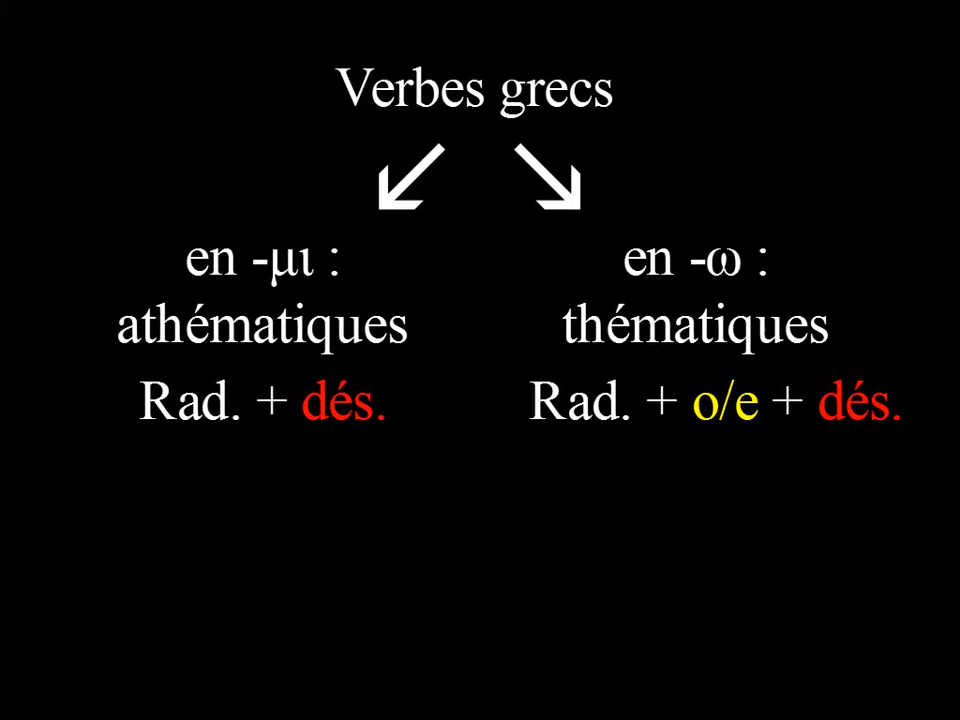 Verbes grecs
↙ ↘
en -μι :
athématiques
Rad. + dés.
en -ω :
thématiques
Rad. + o/e + dés.